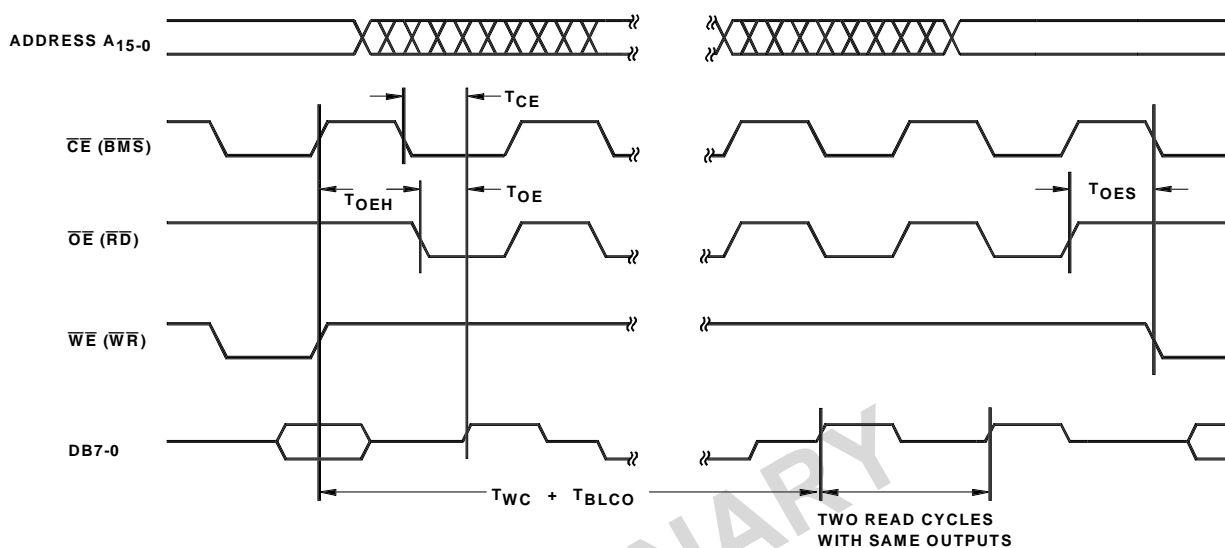 ADDRESS A15-0
TCE
CE (BMS)
TOEH
TOE
TOES
OE (RD)
WE (WR)
DB7-0
TWC + TBLCO
TWO READ CYCLES
WITH SAME OUTPUTS
NARY